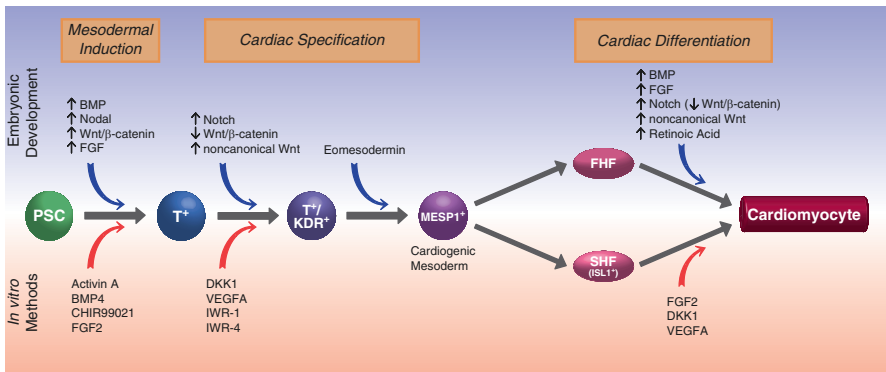 Mesodermal
Induction
Cardiac Specification
Cardiac Differentiation
Embryonic
Development
↑ BMP
↑ Nodal
↑ Wnt/β-catenin
↑ FGF
↑ Notch
↓ Wnt/β-catenin
↑ noncanonical Wnt
Eomesodermin
↑ BMP
↑ FGF
↑ Notch (↓ Wnt/β-catenin)
↑ noncanonical Wnt
↑ Retinoic Acid
PSC
T⁺
T⁺/
KDR⁺
MESP1⁺
Cardiogenic
Mesoderm
FHF
SHF
(ISL1⁺)
Cardiomyocyte
In vitro
Methods
Activin A
BMP4
CHIR99021
FGF2
DKK1
VEGFA
IWR-1
IWR-4
FGF2
DKK1
VEGFA